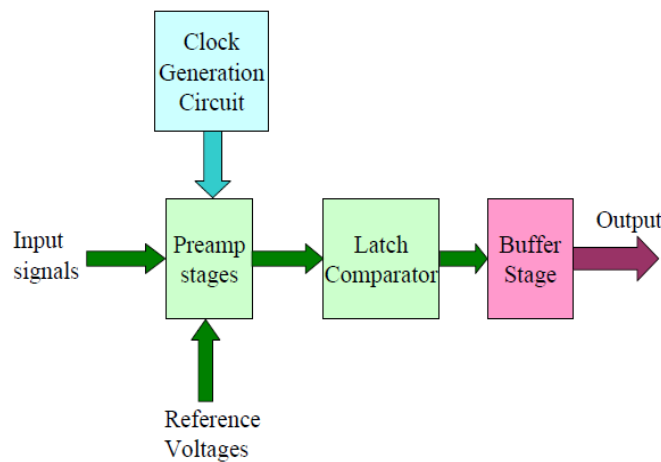 Clock
Generation
Circuit
Input
signals
Preamp
stages
Latch
Comparator
Buffer
Stage
Output
Reference
Voltages